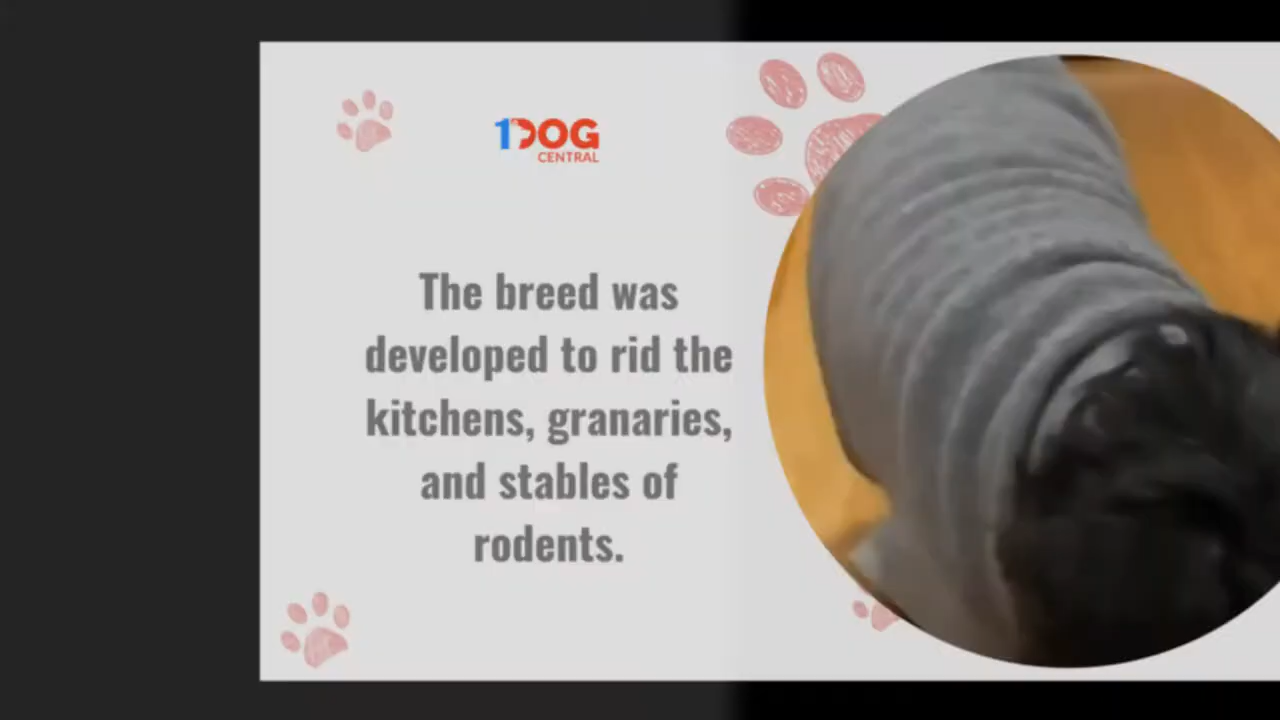 1DOG
CENTRAL
The breed was
developed to rid the
kitchens, granaries,
and stables of
rodents.